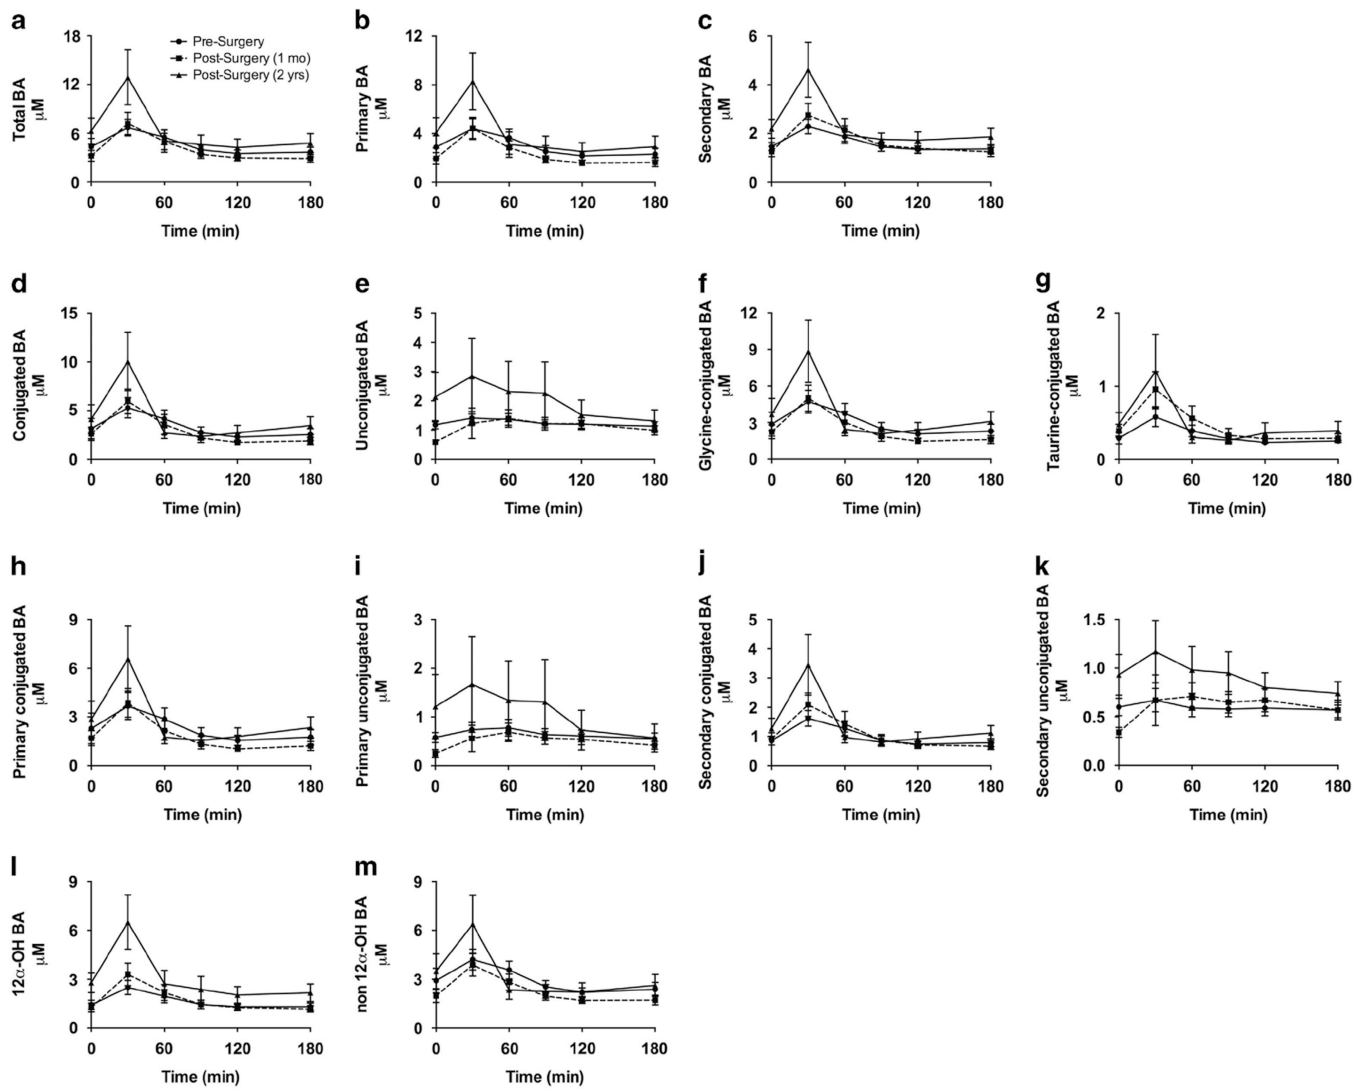 a
b
c
Total BA
μM
18
12
6
0
Pre-Surgery
Post-Surgery (1 mo)
Post-Surgery (2 yrs)
0 60 120 180
Time (min)
Primary BA
μM
12
8
4
0
0 60 120 180
Time (min)
Secondary BA
μM
6
4
2
0
0 60 120 180
Time (min)
d
e
f
g
Conjugated BA
μM
15
10
5
0
0 60 120 180
Time (min)
Unconjugated BA
μM
5
4
3
2
1
0
0 60 120 180
Time (min)
Glycine-conjugated BA
μM
12
9
6
3
0
0 60 120 180
Time (min)
Taurine-conjugated BA
μM
2
1
0
0 60 120 180
Time (min)
h
i
j
k
Primary conjugated BA
μM
9
6
3
0
0 60 120 180
Time (min)
Primary unconjugated BA
μM
3
2
1
0
0 60 120 180
Time (min)
Secondary conjugated BA
μM
5
4
3
2
1
0
0 60 120 180
Time (min)
Secondary unconjugated BA
μM
1.5
1.0
0.5
0.0
0 60 120 180
Time (min)
l
m
12α-OH BA
μM
9
6
3
0
0 60 120 180
Time (min)
non 12α-OH BA
μM
9
6
3
0
0 60 120 180
Time (min)